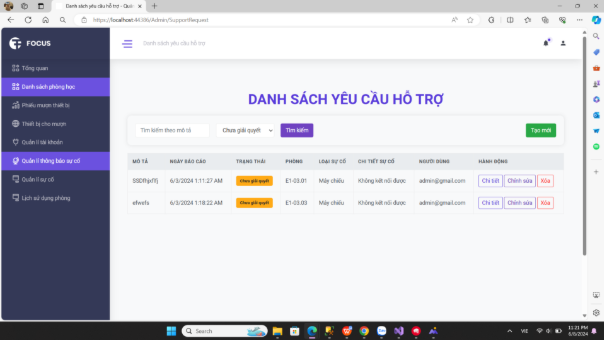 Danh sách yêu cầu hỗ trợ - Quản
https://localhost:44386/Admin/SupportRequest
FOCUS
Danh sách yêu cầu hỗ trợ
Tổng quan
Danh sách phòng học
Phiếu mượn thiết bị
Thiết bị cho mượn
Quản lí tài khoản
Quản lí thông báo sự cố
Quản lí sự cố
Lịch sử dụng phòng
DANH SÁCH YÊU CẦU HỖ TRỢ
Tìm kiếm theo mô tả
Chưa giải quyết
Tìm kiếm
Tạo mới
MÔ TẢ NGÀY BÁO CÁO TRẠNG THÁI PHÒNG LOẠI SỰ CỐ CHI TIẾT SỰ CỐ NGƯỜI DÙNG HÀNH ĐỘNG
6/3/2024 1:11:27 AM Chưa giải quyết E1-03.01 Máy chiếu Không kết nối được admin@gmail.com Chi tiết Chỉnh sửa Xóa
efwefs 6/3/2024 1:18:22 AM Chưa giải quyết E1-03.03 Máy chiếu Không kết nối được admin@gmail.com Chi tiết Chỉnh sửa Xóa
Search
VIE
11:21 PM
6/6/2024